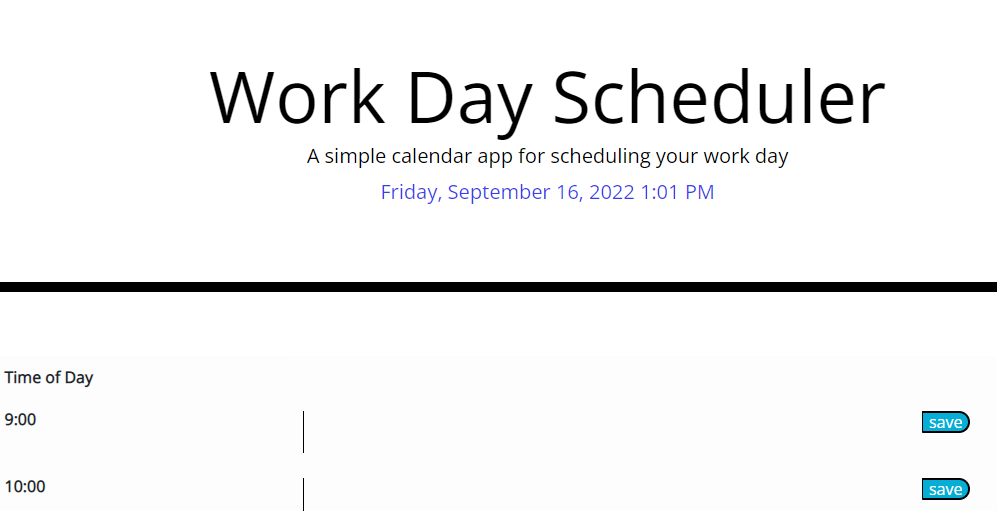 Work Day Scheduler
A simple calendar app for scheduling your work day
Friday, September 16, 2022 1:01 PM
Time of Day
9:00 save
10:00 save